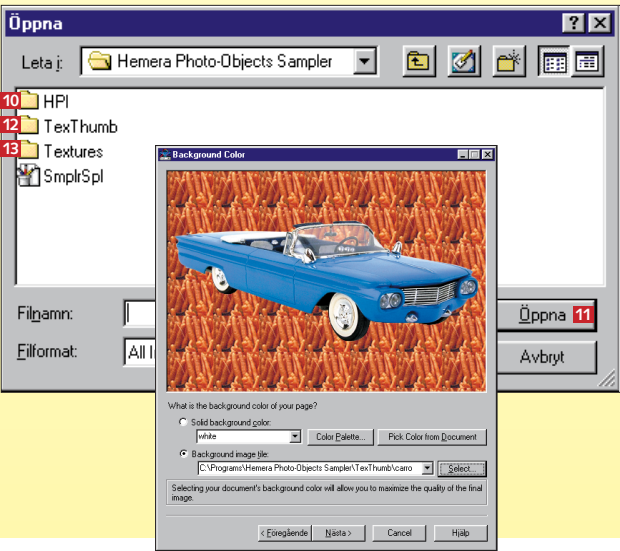 Öppna
Leta i: Hemera Photo-Objects Sampler
10 HPI
12 TexThumb
13 Textures
SmplrSpl
Filnamn:
Öppna 11
Filformat: All
Avbryt
Background Color
What is the background color of your page?
Solid background color:
white Color Palette... Pick Color from Document
Background image file:
C:\Programs\Hemera Photo-Objects Sampler\TexThumb\carro Select...
Selecting your document's background color will allow you to maximize the quality of the final
image.
< Föregående Nästa > Cancel Hjälp